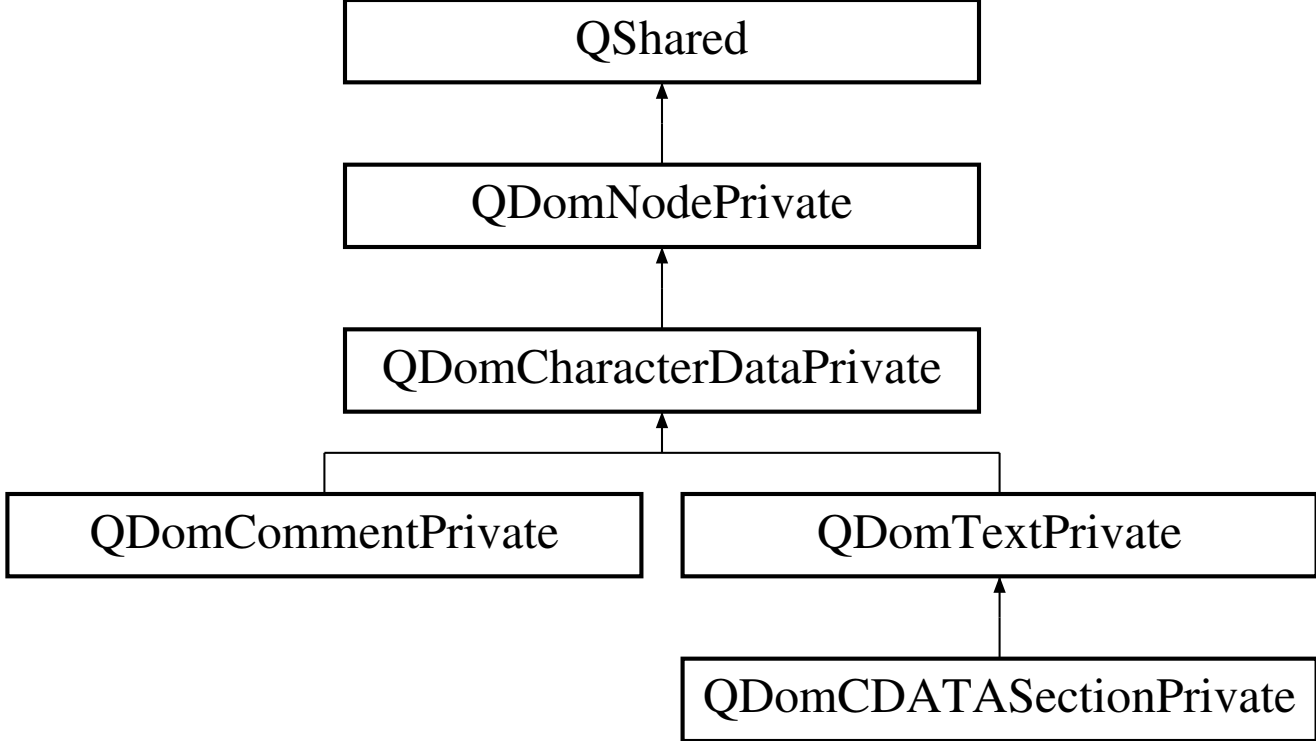 QShared
QDomNodePrivate
QDomCharacterDataPrivate
QDomCommentPrivate
QDomTextPrivate
QDomCDATASectionPrivate